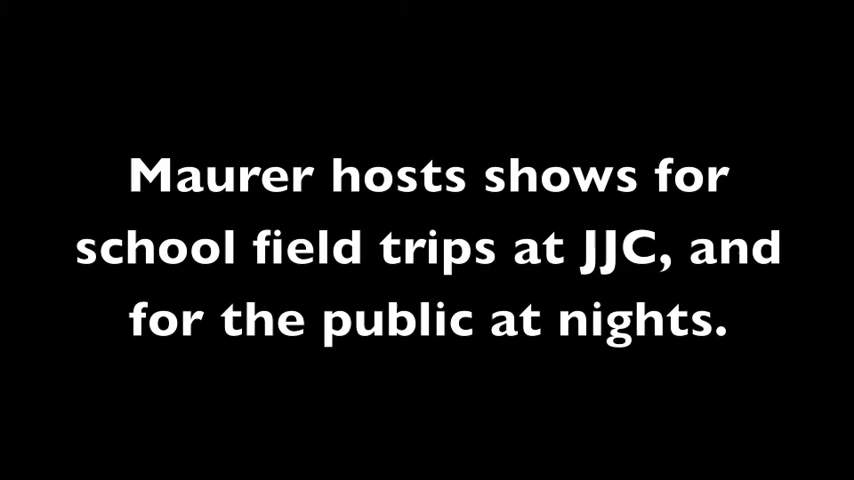 Maurer hosts shows for
school field trips at JJC, and
for the public at nights.